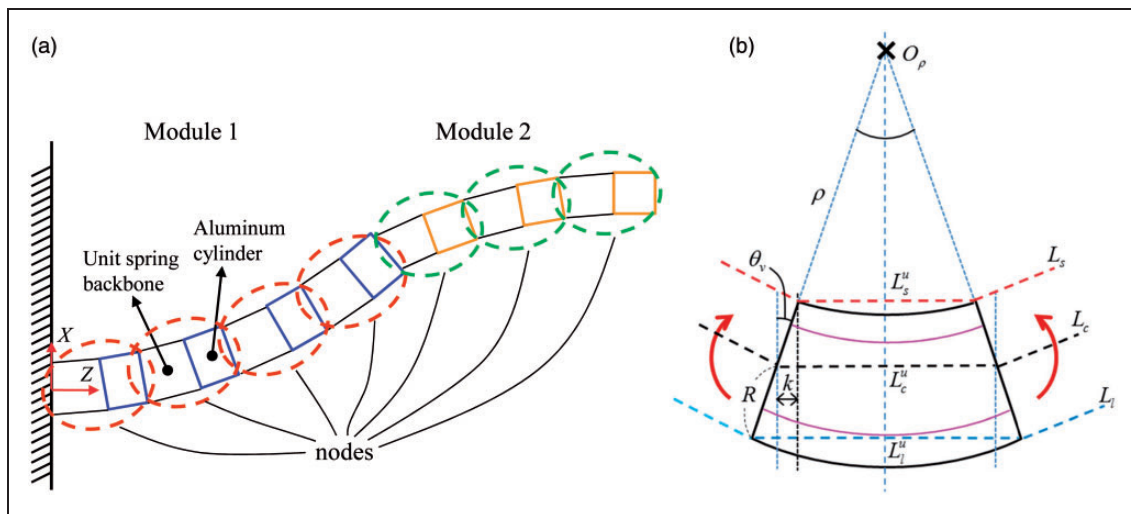 (a)
Module 1
Module 2
Aluminum
cylinder
Unit spring
backbone
X
Z
nodes
(b)
O_ρ
ρ
θ_v
L_s^u
L_s
L_c
L_c^u
R
k
L_l
L_l^u